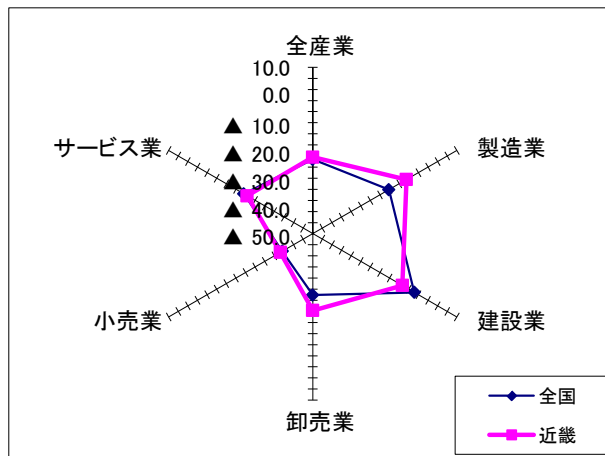 全産業
10.0
0.0
▲ 10.0
▲ 20.0
▲ 30.0
▲ 40.0
▲ 50.0
製造業
建設業
卸売業
小売業
サービス業
全国
近畿